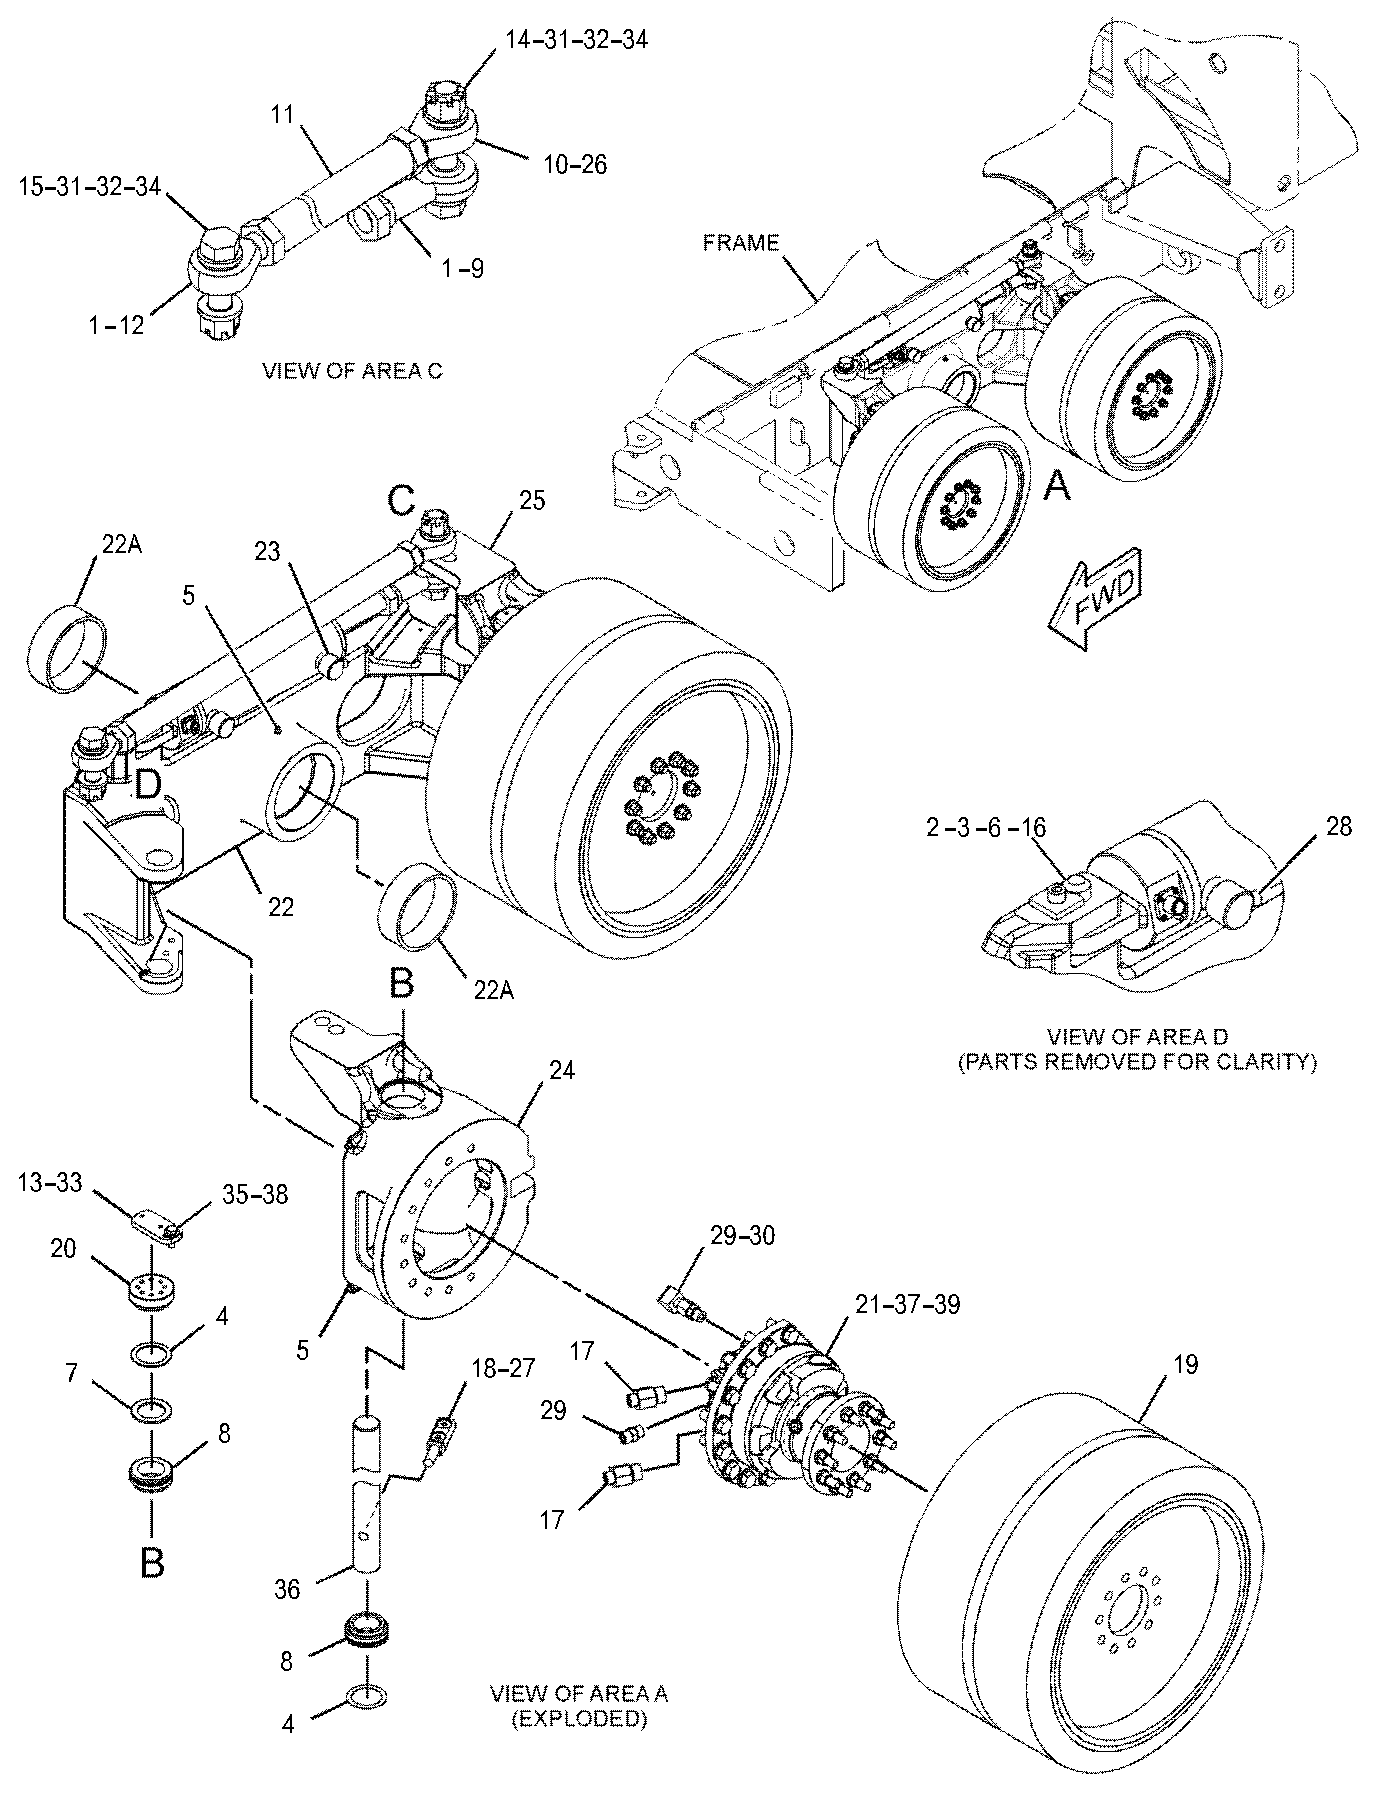 14-31-32-34
11
10-26
15-31-32-34
1-9
1-12
VIEW OF AREA C
FRAME
A
FWD
C
25
22A
23
5
D
22
22A
B
2-3-6-16
28
VIEW OF AREA D
(PARTS REMOVED FOR CLARITY)
24
13-33
35-38
20
4
7
8
B
5
29-30
21-37-39
17
18-27
29
19
17
36
8
4
VIEW OF AREA A
(EXPLODED)